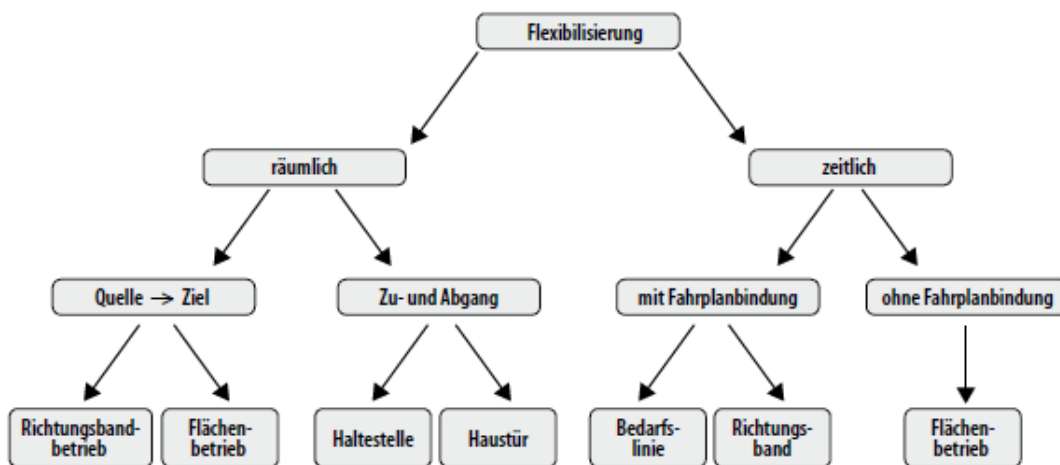 Flexibilisierung
räumlich
zeitlich
Quelle → Ziel
Zu- und Abgang
mit Fahrplanbindung
ohne Fahrplanbindung
Richtungsband-
betrieb
Flächen-
betrieb
Haltestelle
Haustür
Bedarfs-
linie
Richtungs-
band
Flächen-
betrieb